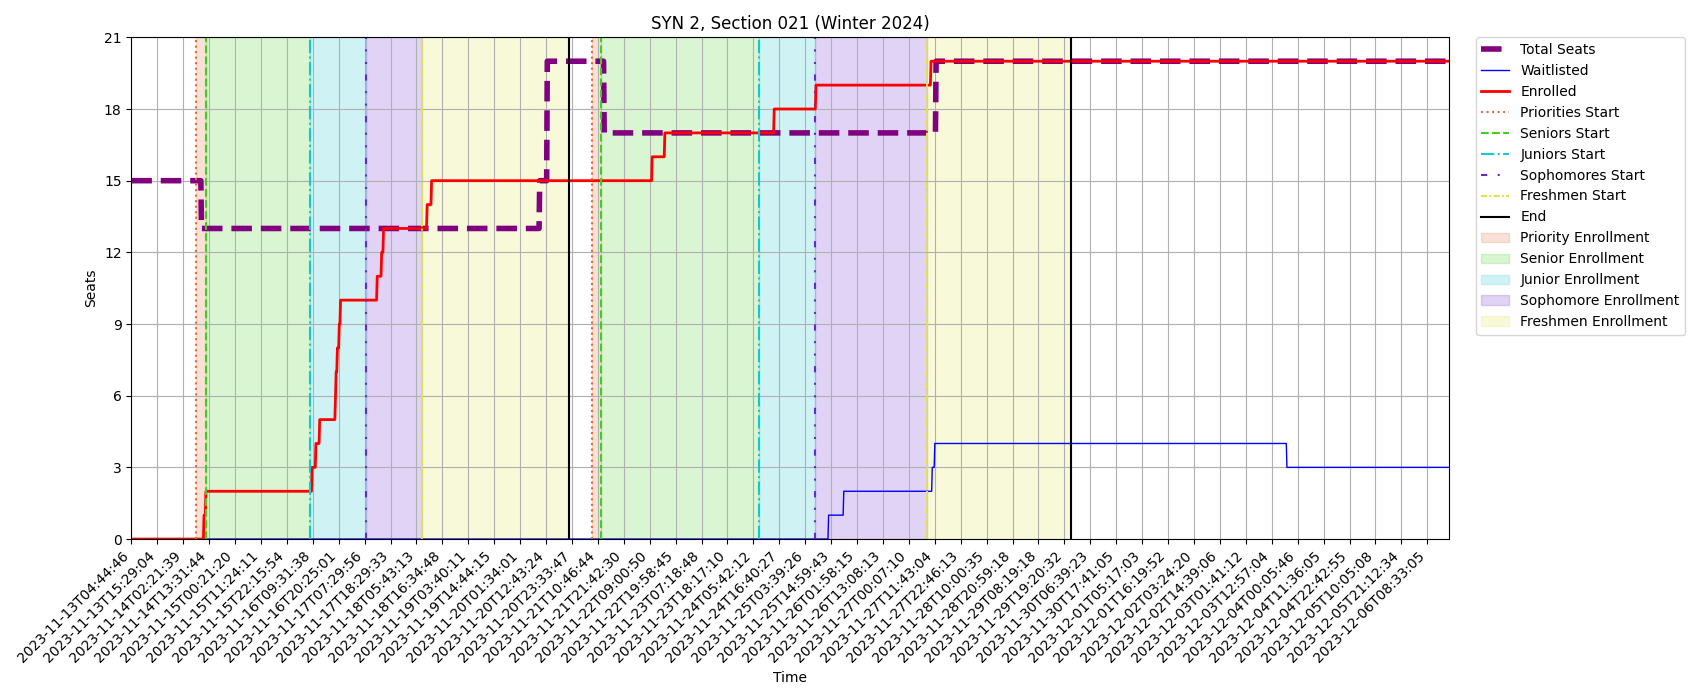 SYN 2, Section 021 (Winter 2024)
Seats
21
18
15
12
9
6
3
0
2023-11-13T04:44:46
2023-11-13T15:29:04
2023-11-14T02:21:39
2023-11-14T13:31:44
2023-11-15T00:21:20
2023-11-15T11:24:11
2023-11-15T22:15:54
2023-11-16T09:31:38
2023-11-16T20:25:01
2023-11-17T07:29:56
2023-11-17T18:29:33
2023-11-18T05:43:13
2023-11-18T16:34:48
2023-11-19T03:40:11
2023-11-19T14:44:15
2023-11-20T01:34:01
2023-11-20T12:43:24
2023-11-20T23:33:47
2023-11-21T10:46:44
2023-11-21T21:42:30
2023-11-22T09:00:50
2023-11-22T19:58:45
2023-11-23T07:18:48
2023-11-23T18:17:10
2023-11-24T05:42:12
2023-11-24T16:40:27
2023-11-25T03:39:26
2023-11-25T14:59:43
2023-11-26T01:58:15
2023-11-26T13:08:13
2023-11-27T00:07:10
2023-11-27T11:43:04
2023-11-27T22:46:13
2023-11-28T10:00:35
2023-11-28T20:59:18
2023-11-29T08:19:18
2023-11-29T19:20:32
2023-11-30T06:39:23
2023-11-30T17:41:05
2023-12-01T05:17:03
2023-12-01T16:19:52
2023-12-02T03:24:20
2023-12-02T14:39:06
2023-12-03T01:41:12
2023-12-03T12:57:04
2023-12-04T00:05:46
2023-12-04T11:36:05
2023-12-04T22:42:55
2023-12-05T10:05:08
2023-12-05T21:12:34
2023-12-06T08:33:05
Time
Total Seats
Waitlisted
Enrolled
Priorities Start
Seniors Start
Juniors Start
Sophomores Start
Freshmen Start
End
Priority Enrollment
Senior Enrollment
Junior Enrollment
Sophomore Enrollment
Freshmen Enrollment